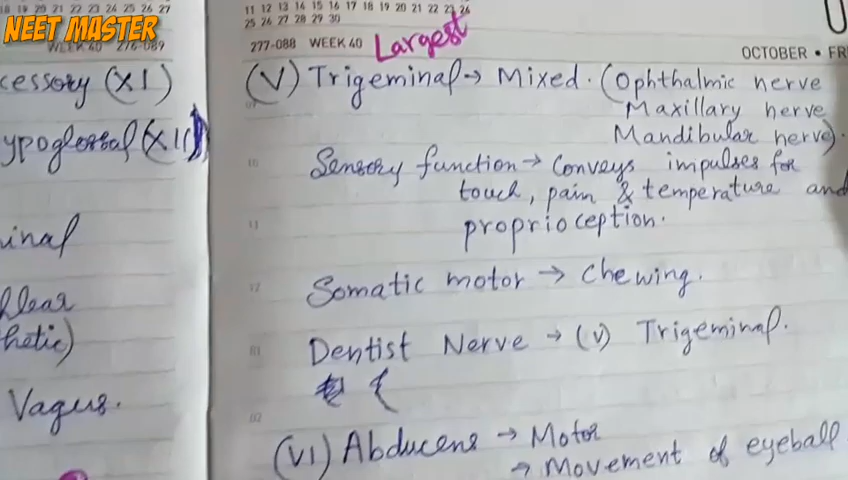 18 19 20 21 22 23 24 25 26 27
NEET MASTER
WEEK 40 276-089
cessory (XI)
ypoglossal (XII)
inal
hetic)
Vagus.
11 12 13 14 15 16 17 18 19 20 21 22 23 24
25 26 27 28 29 30
277-088 WEEK 40 Largest
OCTOBER • FR
(V) Trigeminal → Mixed. (Ophthalmic nerve
Maxillary nerve
Mandibular nerve).
Sensory function → Conveys impulses for
touch, pain & temperature and
proprioception.
Somatic motor → Chewing.
Dentist Nerve → (V) Trigeminal.
(VI) Abducens → Motor
→ Movement of eyeball